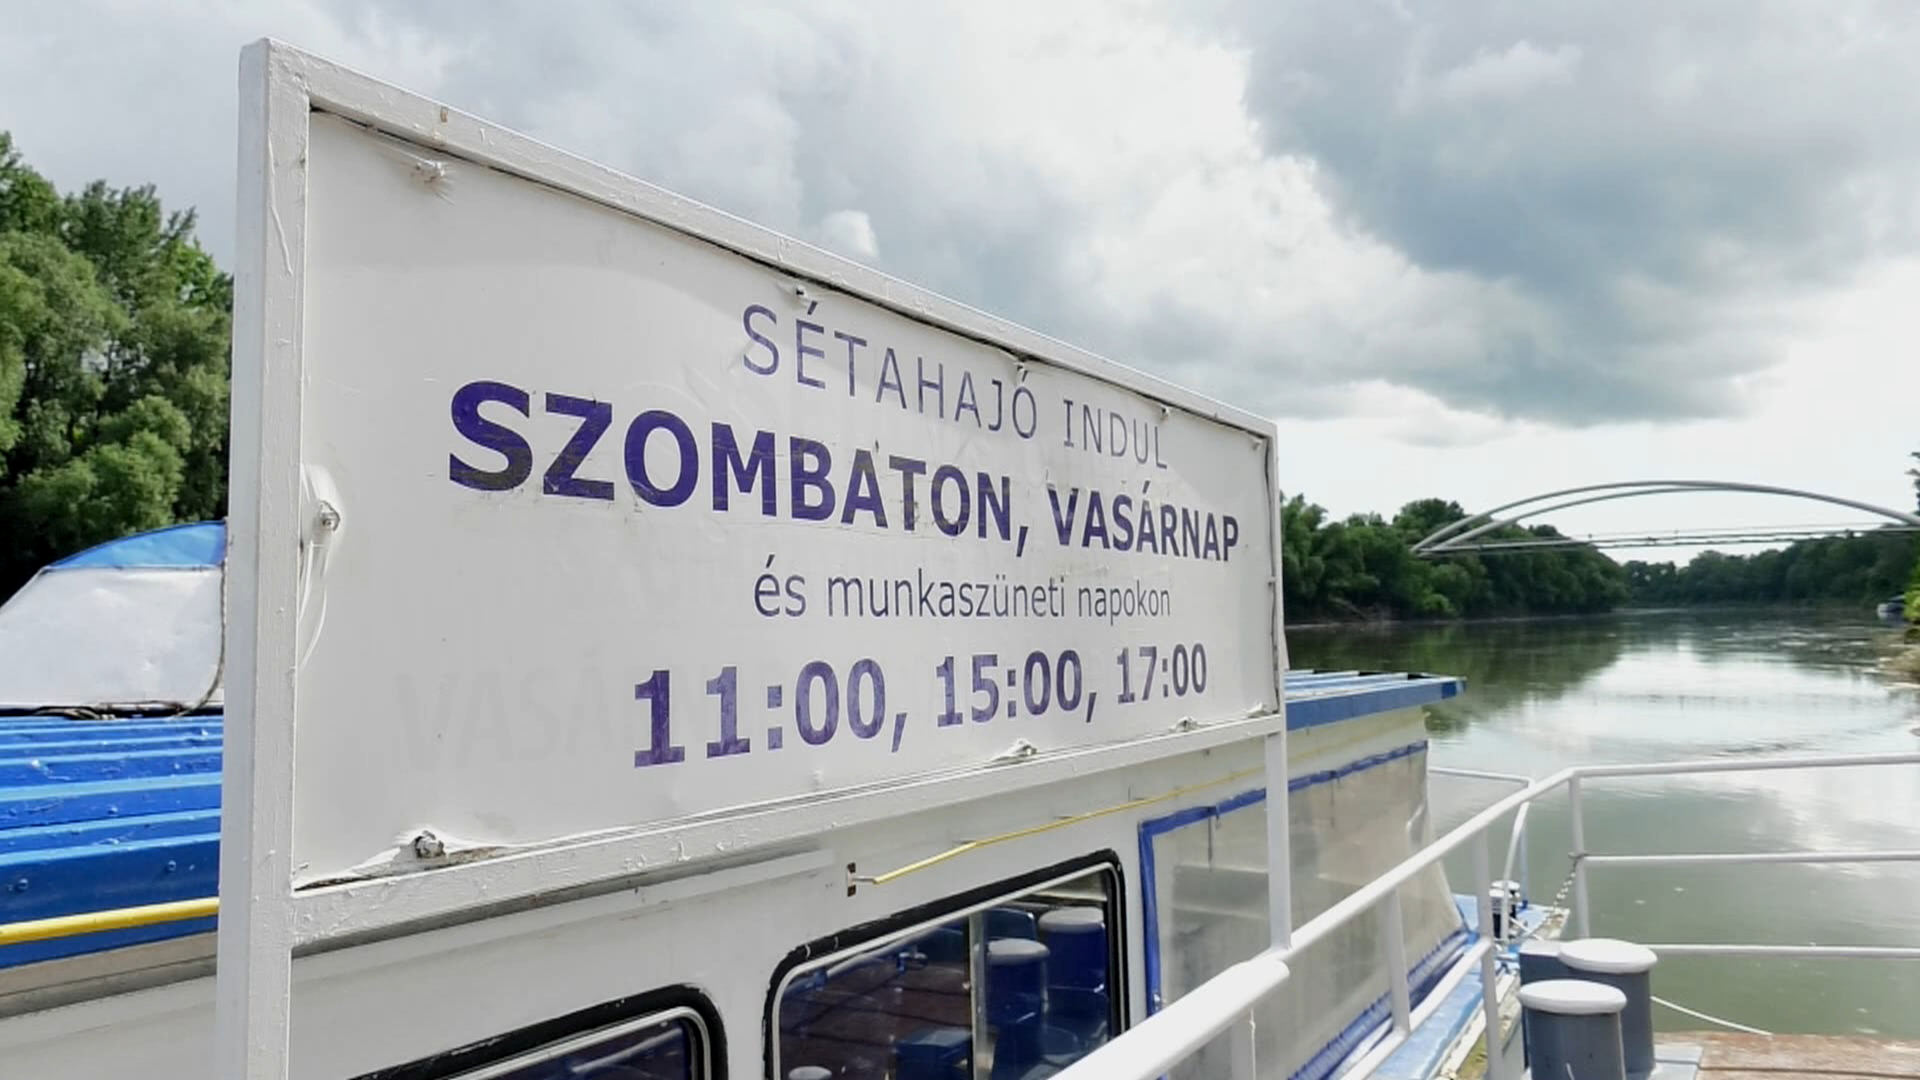 SÉTAHAJÓ INDUL
SZOMBATON, VASÁRNAP
és munkaszüneti napokon
11:00, 15:00, 17:00